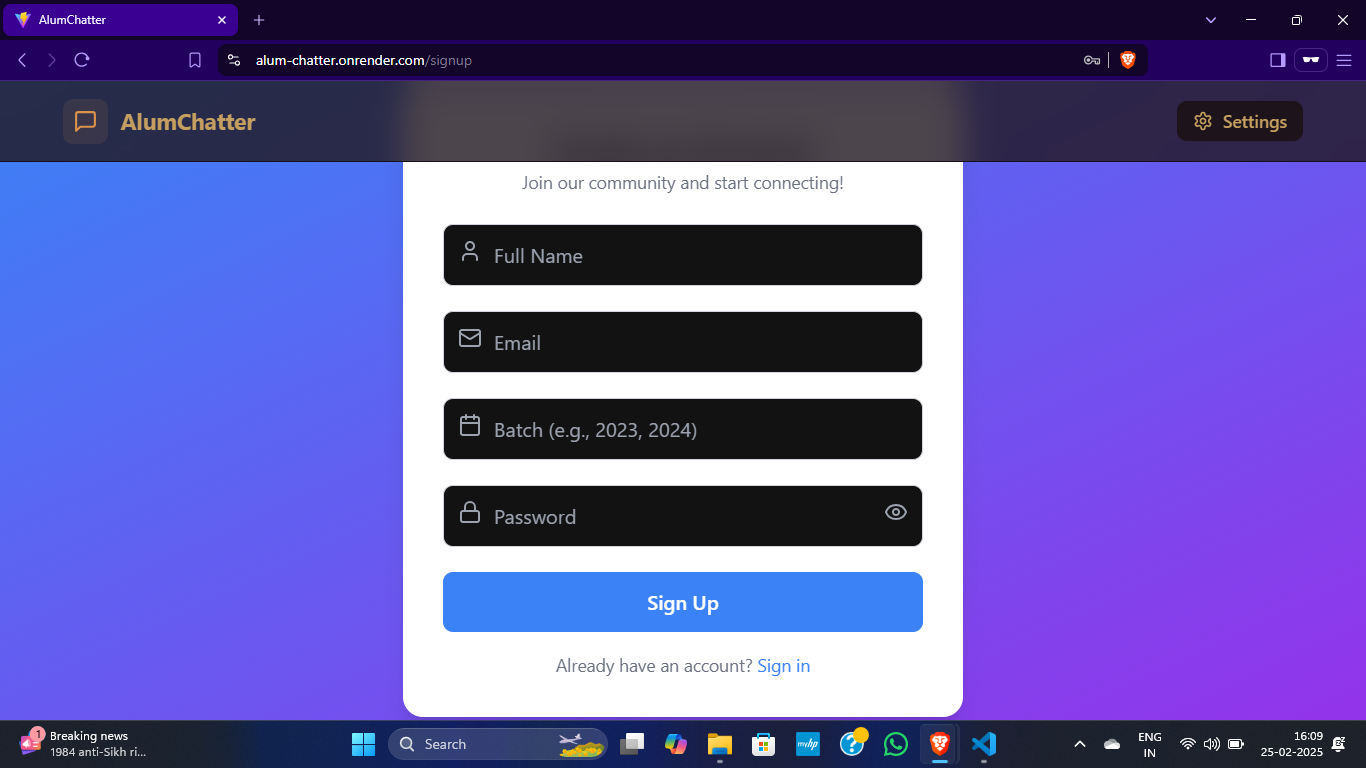 AlumChatter
alum-chatter.onrender.com/signup
AlumChatter
Settings
Join our community and start connecting!
Full Name
Email
Batch (e.g., 2023, 2024)
Password
Sign Up
Already have an account? Sign in
1
Breaking news
1984 anti-Sikh ri...
Search
myhp
ENG
IN
16:09
25-02-2025